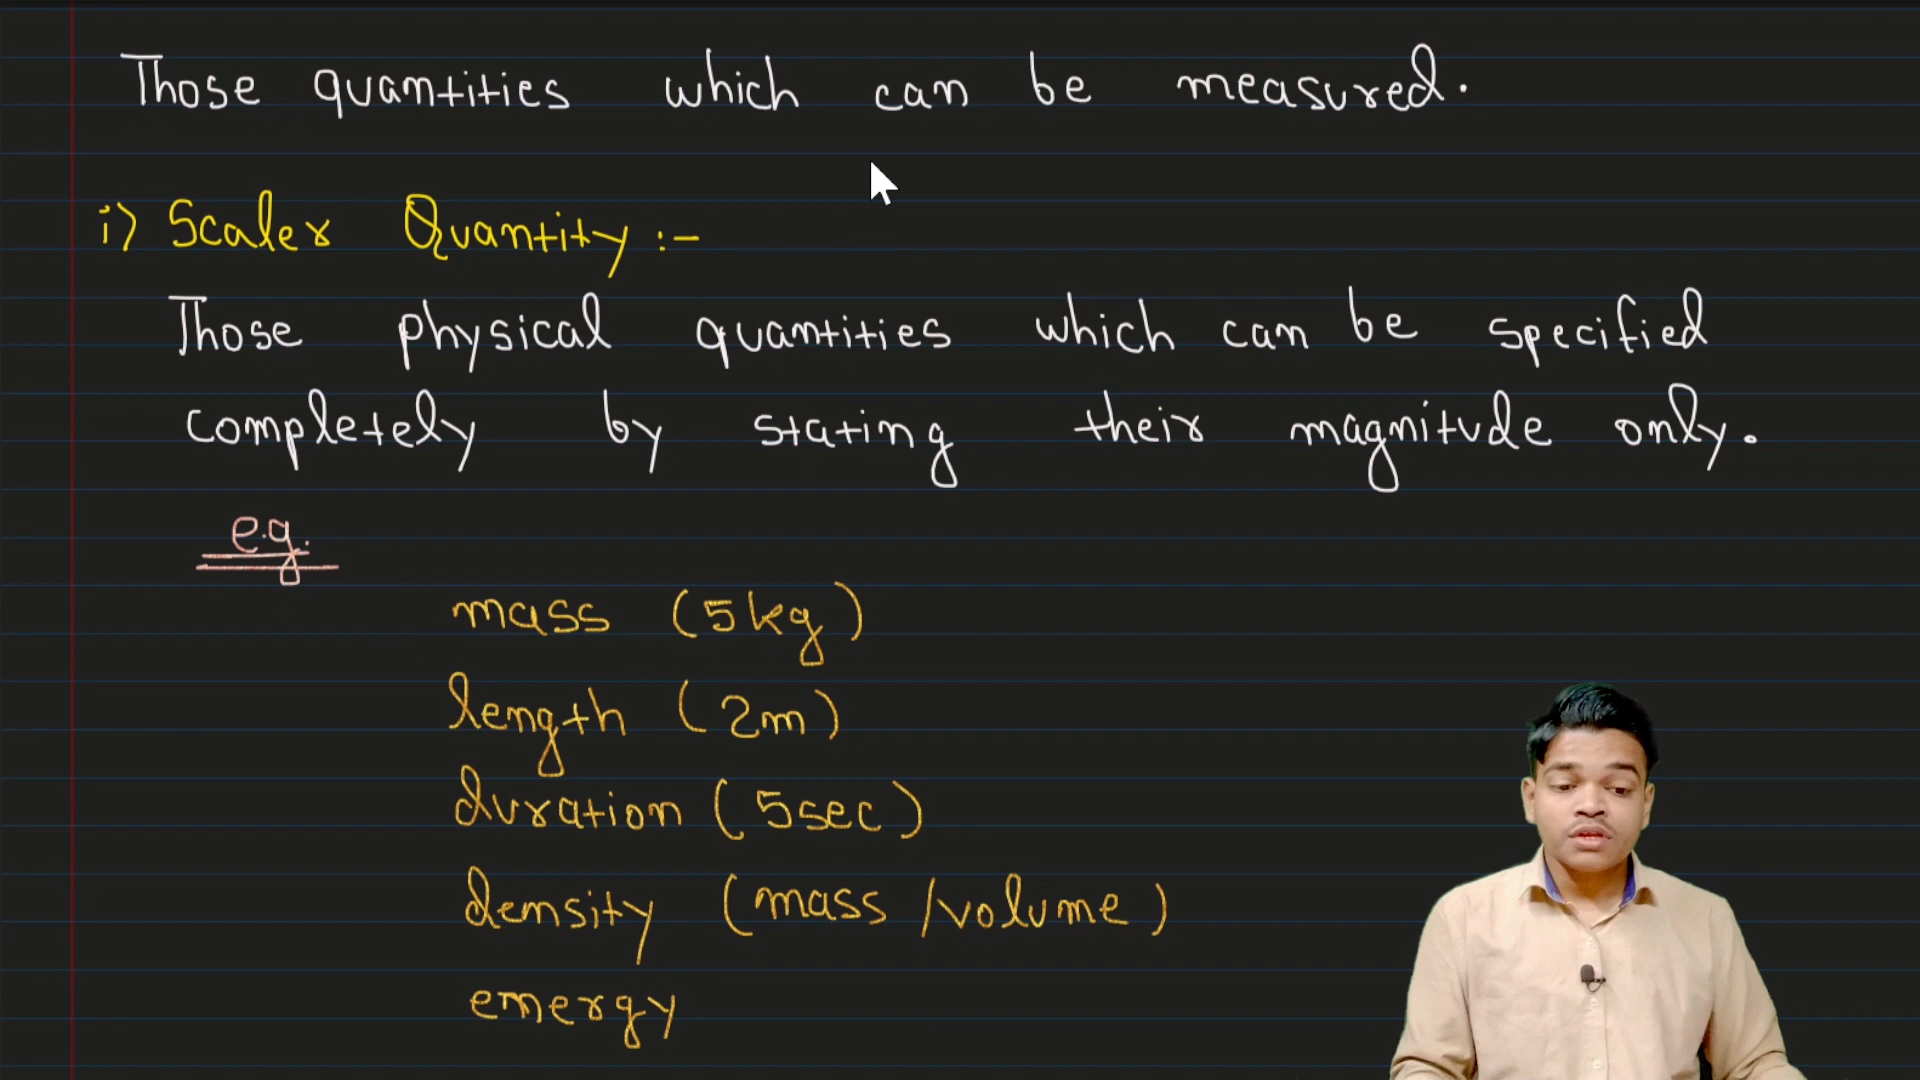 Those quantities which can be measured.
i) Scaler Quantity :-
Those physical quantities which can be specified
completely by stating their magnitude only.
e.g.
mass (5kg)
length (2m)
duration (5sec)
density (mass/volume)
energy